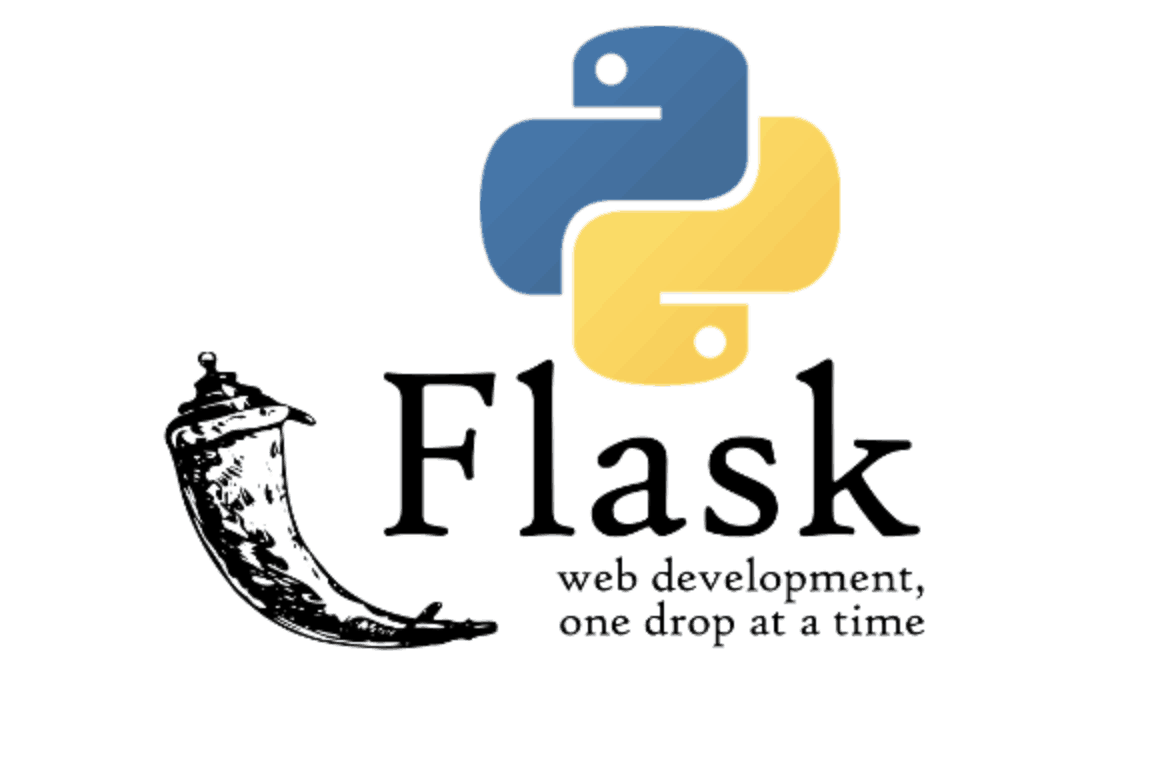 Flask
web development,
one drop at a time